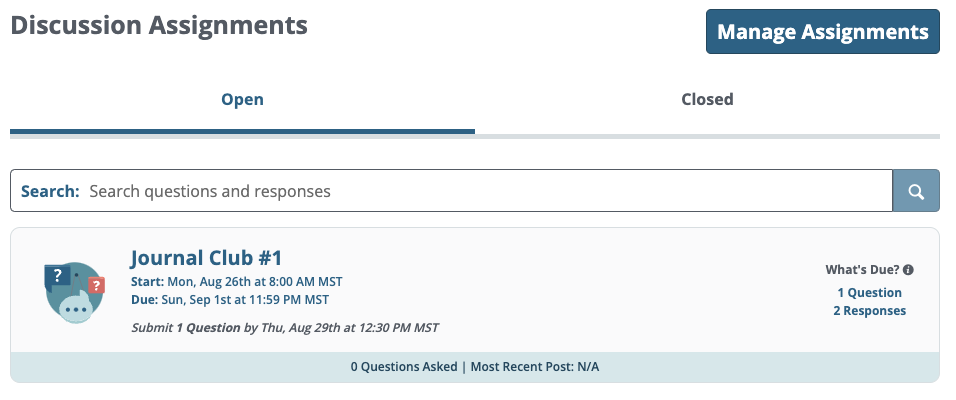 Discussion Assignments
Manage Assignments
Open
Closed
Search: Search questions and responses
? ?
Journal Club #1
Start: Mon, Aug 26th at 8:00 AM MST
Due: Sun, Sep 1st at 11:59 PM MST
Submit 1 Question by Thu, Aug 29th at 12:30 PM MST
What's Due?
1 Question
2 Responses
0 Questions Asked | Most Recent Post: N/A